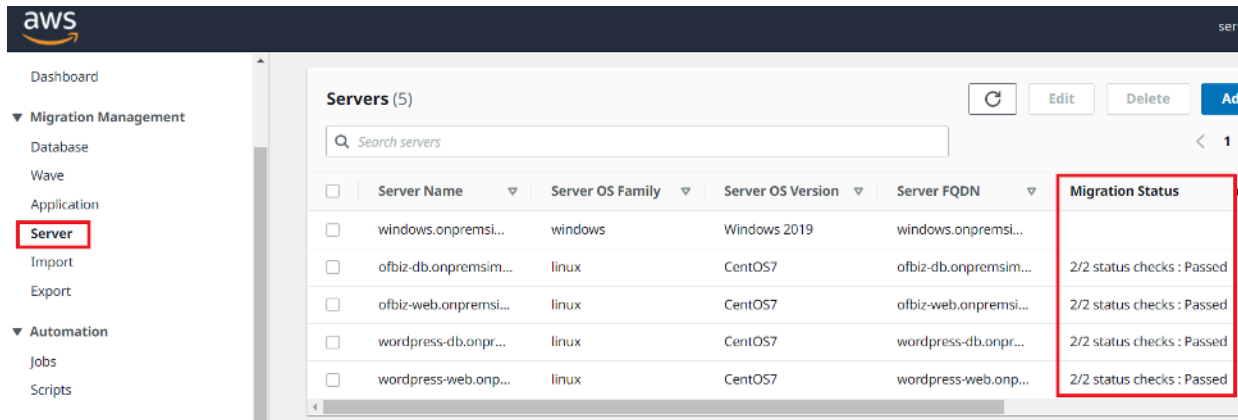 aws
ser
Dashboard
Migration Management
Database
Wave
Application
Server
Import
Export
Automation
Jobs
Scripts
Servers (5)
Edit Delete Ad
Search servers
1
Server Name Server OS Family Server OS Version Server FQDN Migration Status
windows.onpremsi... windows Windows 2019 windows.onpremsi...
ofbiz-db.onpremsim... linux CentOS7 ofbiz-db.onpremsim... 2/2 status checks : Passed
ofbiz-web.onpremsi... linux CentOS7 ofbiz-web.onpremsi... 2/2 status checks : Passed
wordpress-db.onpr... linux CentOS7 wordpress-db.onpr... 2/2 status checks : Passed
wordpress-web.onp... linux CentOS7 wordpress-web.onp... 2/2 status checks : Passed